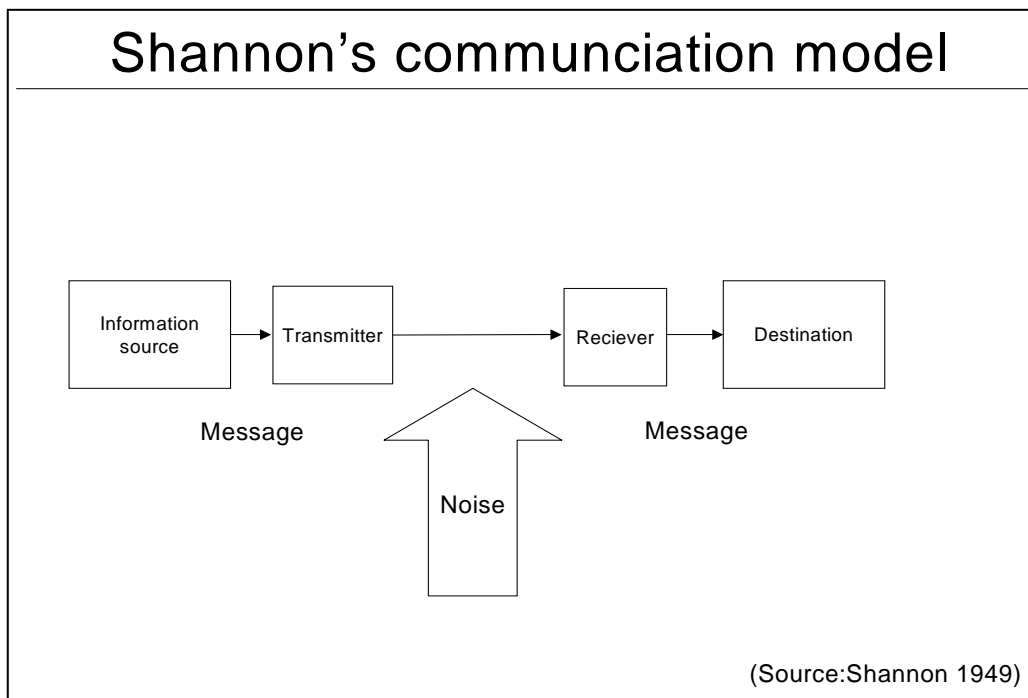 Shannon’s communciation model
Information
source
Transmitter
Reciever
Destination
Message
Message
Noise
(Source:Shannon 1949)